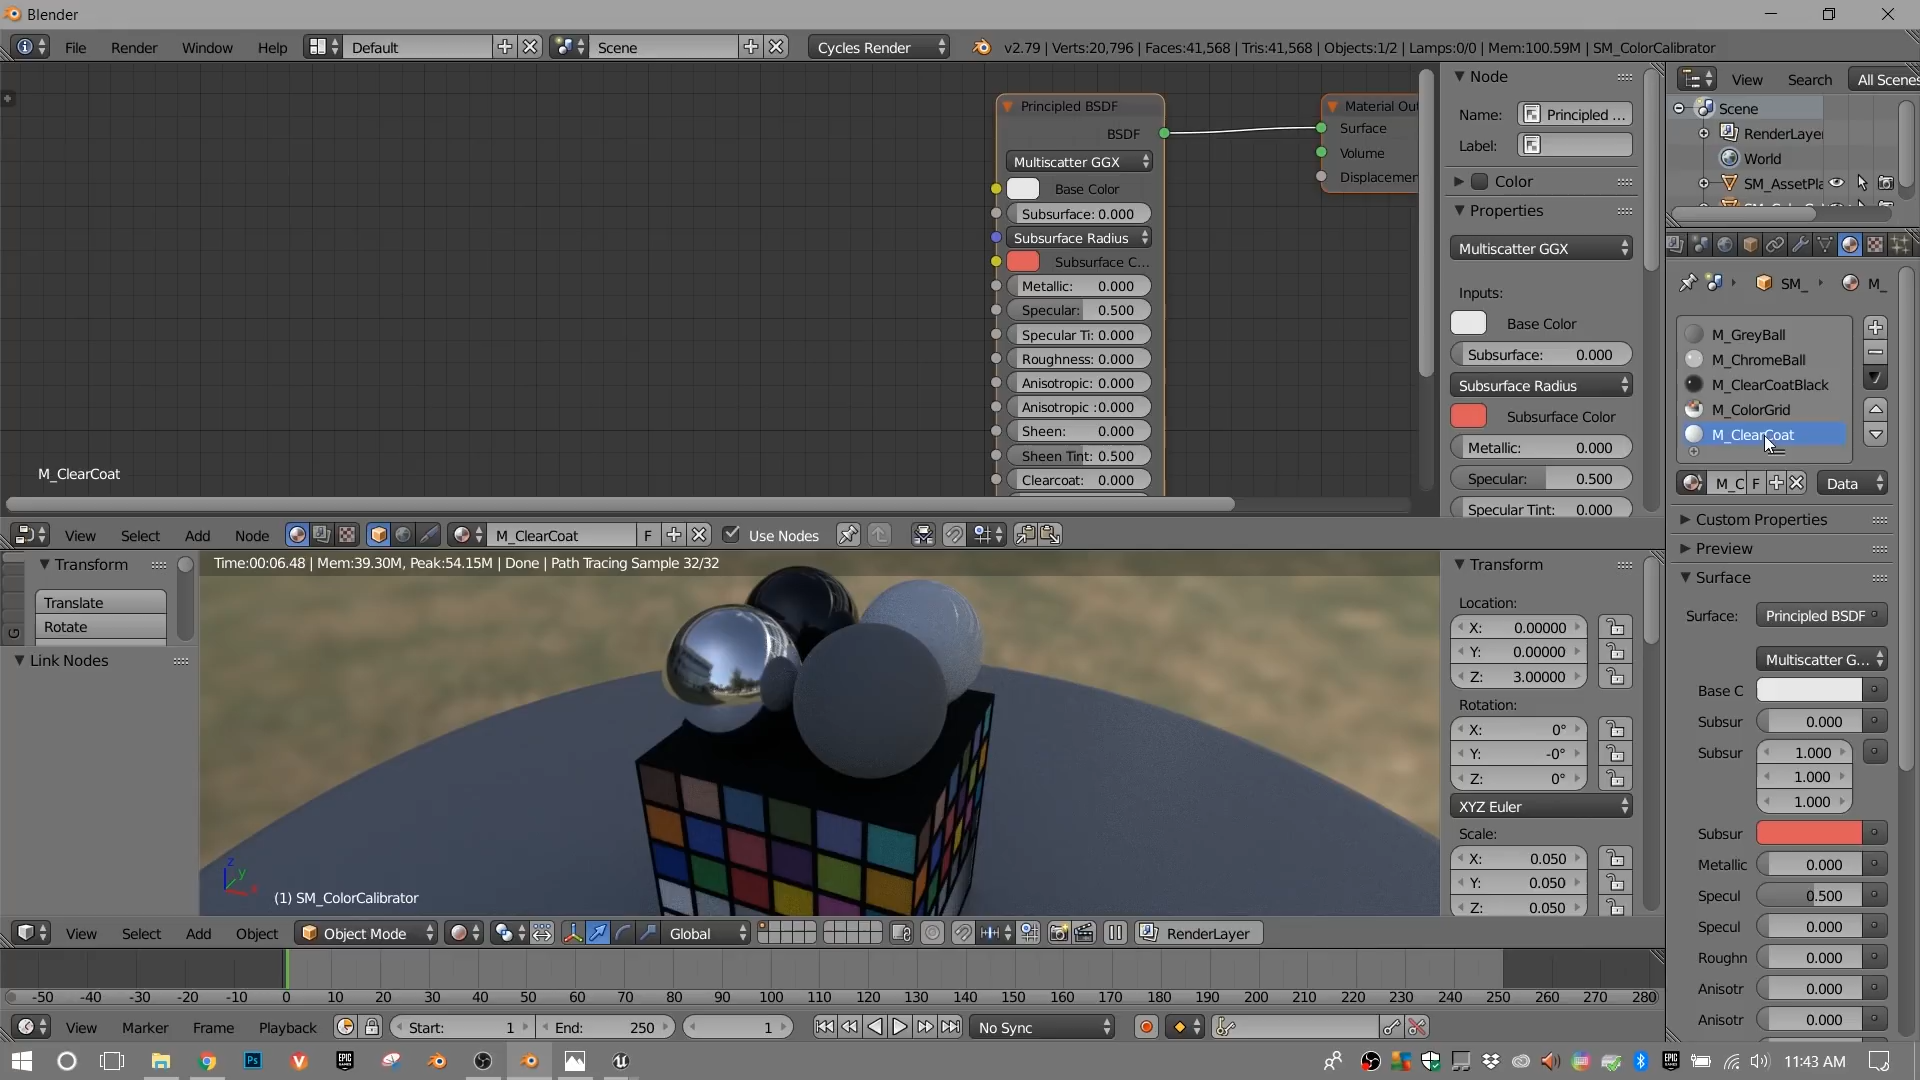 Blender
File Render Window Help Default Scene Cycles Render v2.79 | Verts:20,796 | Faces:41,568 | Tris:41,568 | Objects:1/2 | Lamps:0/0 | Mem:100.59M | SM_ColorCalibrator
Principled BSDF
BSDF
Multiscatter GGX
Base Color
Subsurface: 0.000
Subsurface Radius
Subsurface C...
Metallic: 0.000
Specular: 0.500
Specular Ti: 0.000
Roughness: 0.000
Anisotropic: 0.000
Anisotropic :0.000
Sheen: 0.000
Sheen Tint: 0.500
Clearcoat: 0.000
Material Out
Surface
Volume
Displacemen
M_ClearCoat
Node
Name: Principled ...
Label:
Color
Properties
Multiscatter GGX
Inputs:
Base Color
Subsurface: 0.000
Subsurface Radius
Subsurface Color
Metallic: 0.000
Specular: 0.500
Specular Tint: 0.000
View Search All Scenes
Scene
RenderLayer
World
SM_AssetPla
SM_ M_
M_GreyBall
M_ChromeBall
M_ClearCoatBlack
M_ColorGrid
M_ClearCoat
M_C F Data
Custom Properties
Preview
Surface
Surface: Principled BSDF
Multiscatter G...
Base C
Subsur 0.000
Subsur 1.000
1.000
1.000
Subsur
Metallic 0.000
Specul 0.500
Specul 0.000
Roughn 0.000
Anisotr 0.000
Anisotr 0.000
View Select Add Node M_ClearCoat F Use Nodes
Transform
Translate
Rotate
Link Nodes
G
Time:00:06.48 | Mem:39.30M, Peak:54.15M | Done | Path Tracing Sample 32/32
z
y
x
(1) SM_ColorCalibrator
Transform
Location:
X: 0.00000
Y: 0.00000
Z: 3.00000
Rotation:
X: 0°
Y: -0°
Z: 0°
XYZ Euler
Scale:
X: 0.050
Y: 0.050
Z: 0.050
View Select Add Object Object Mode Global RenderLayer
-50 -40 -30 -20 -10 0 10 20 30 40 50 60 70 80 90 100 110 120 130 140 150 160 170 180 190 200 210 220 230 240 250 260 270 280
View Marker Frame Playback Start: 1 End: 250 1 No Sync
Ps EPIC GAMES 11:43 AM